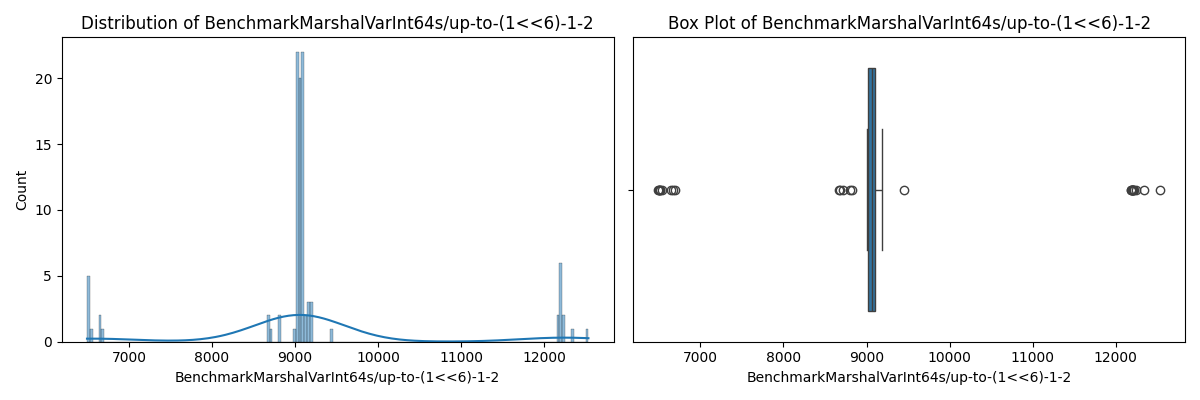 Distribution of BenchmarkMarshalVarInt64s/up-to-(1<<6)-1-2
Count
20
15
10
5
0
7000 8000 9000 10000 11000 12000
BenchmarkMarshalVarInt64s/up-to-(1<<6)-1-2
Box Plot of BenchmarkMarshalVarInt64s/up-to-(1<<6)-1-2
7000 8000 9000 10000 11000 12000
BenchmarkMarshalVarInt64s/up-to-(1<<6)-1-2